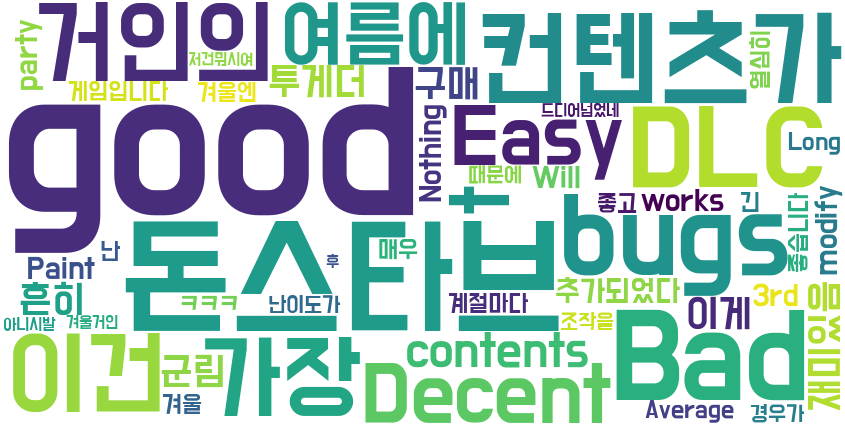 party
거인의
저건뭐시여
여름에
컨텐츠가
열심히
게임입니다
겨울엔
투게더
구매
드디어넘었네
good
Nothing
Easy
DLC
Long
때문에
Will
좋고
works
긴
좋습니다
modify
돈스타브
t
bugs
Paint
난
매우
후
흔히
ㅋㅋㅋ
난이도가
계절마다
추가되었다
3rd
이게
재미있음
아니시발
겨울거인
조작을
이건
군림
가장
contents
Bad
겨울
Decent
Average
경우가